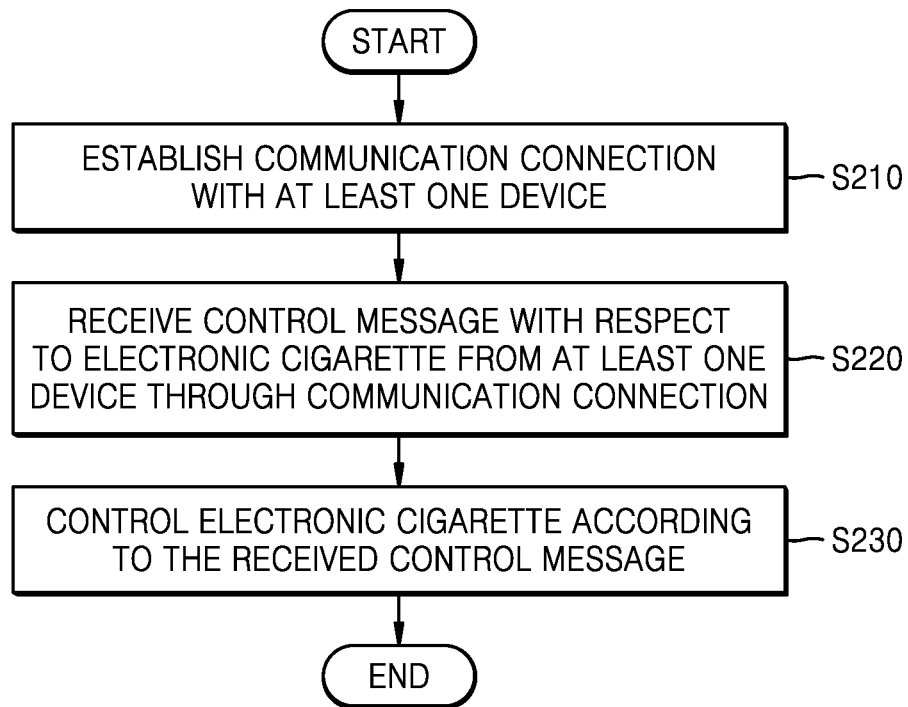 START
ESTABLISH COMMUNICATION CONNECTION
WITH AT LEAST ONE DEVICE
S210
RECEIVE CONTROL MESSAGE WITH RESPECT
TO ELECTRONIC CIGARETTE FROM AT LEAST ONE
DEVICE THROUGH COMMUNICATION CONNECTION
S220
CONTROL ELECTRONIC CIGARETTE ACCORDING
TO THE RECEIVED CONTROL MESSAGE
S230
END